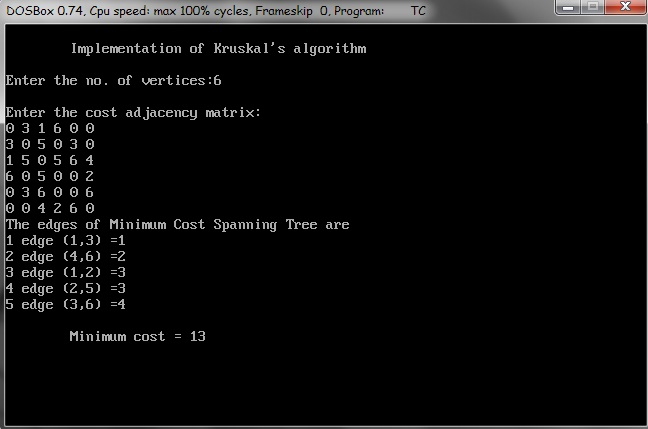 DOSBox 0.74, Cpu speed: max 100% cycles, Frameskip 0, Program: TC
Implementation of Kruskal's algorithm
Enter the no. of vertices:6
Enter the cost adjacency matrix:
0 3 1 6 0 0
3 0 5 0 3 0
1 5 0 5 6 4
6 0 5 0 0 2
0 3 6 0 0 6
0 0 4 2 6 0
The edges of Minimum Cost Spanning Tree are
1 edge (1,3) =1
2 edge (4,6) =2
3 edge (1,2) =3
4 edge (2,5) =3
5 edge (3,6) =4
Minimum cost = 13